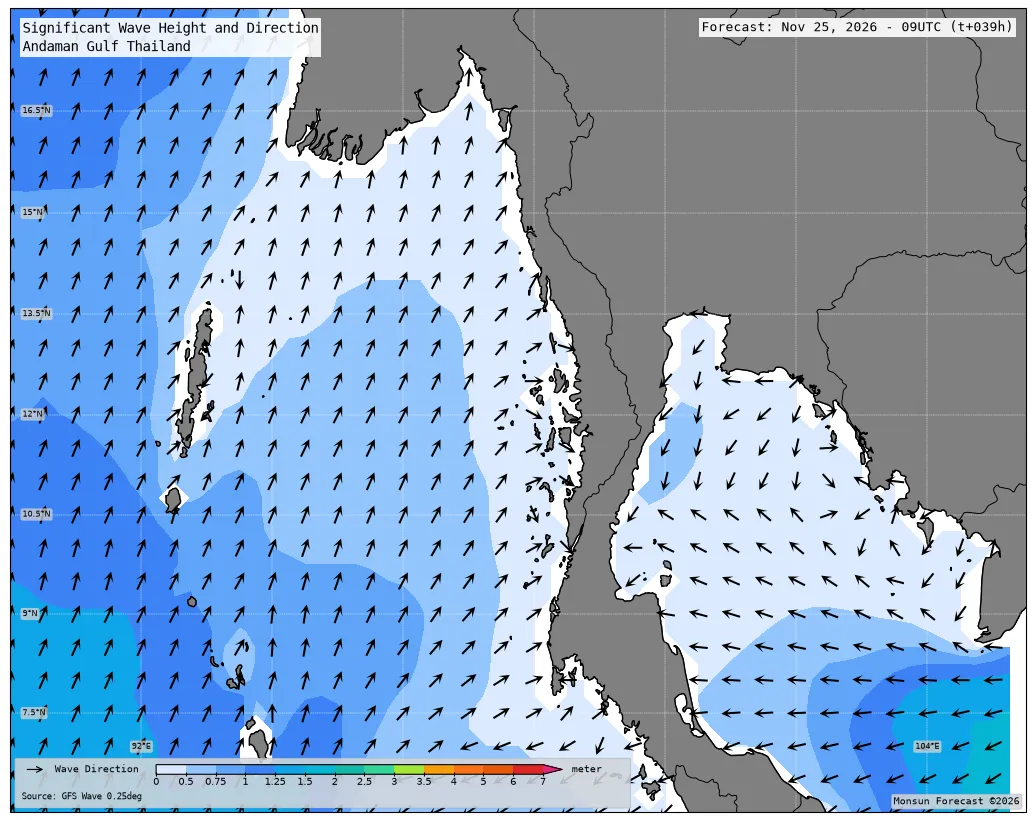 Significant Wave Height and Direction
Andaman Gulf Thailand
Forecast: Nov 25, 2026 - 09UTC (t+039h)
16.5°N
15°N
13.5°N
12°N
10.5°N
9°N
7.5°N
92°E
104°E
Wave Direction
meter
0 0.5 0.75 1 1.25 1.5 2 2.5 3 3.5 4 5 6 7
Source: GFS Wave 0.25deg
Monsun Forecast ©2026